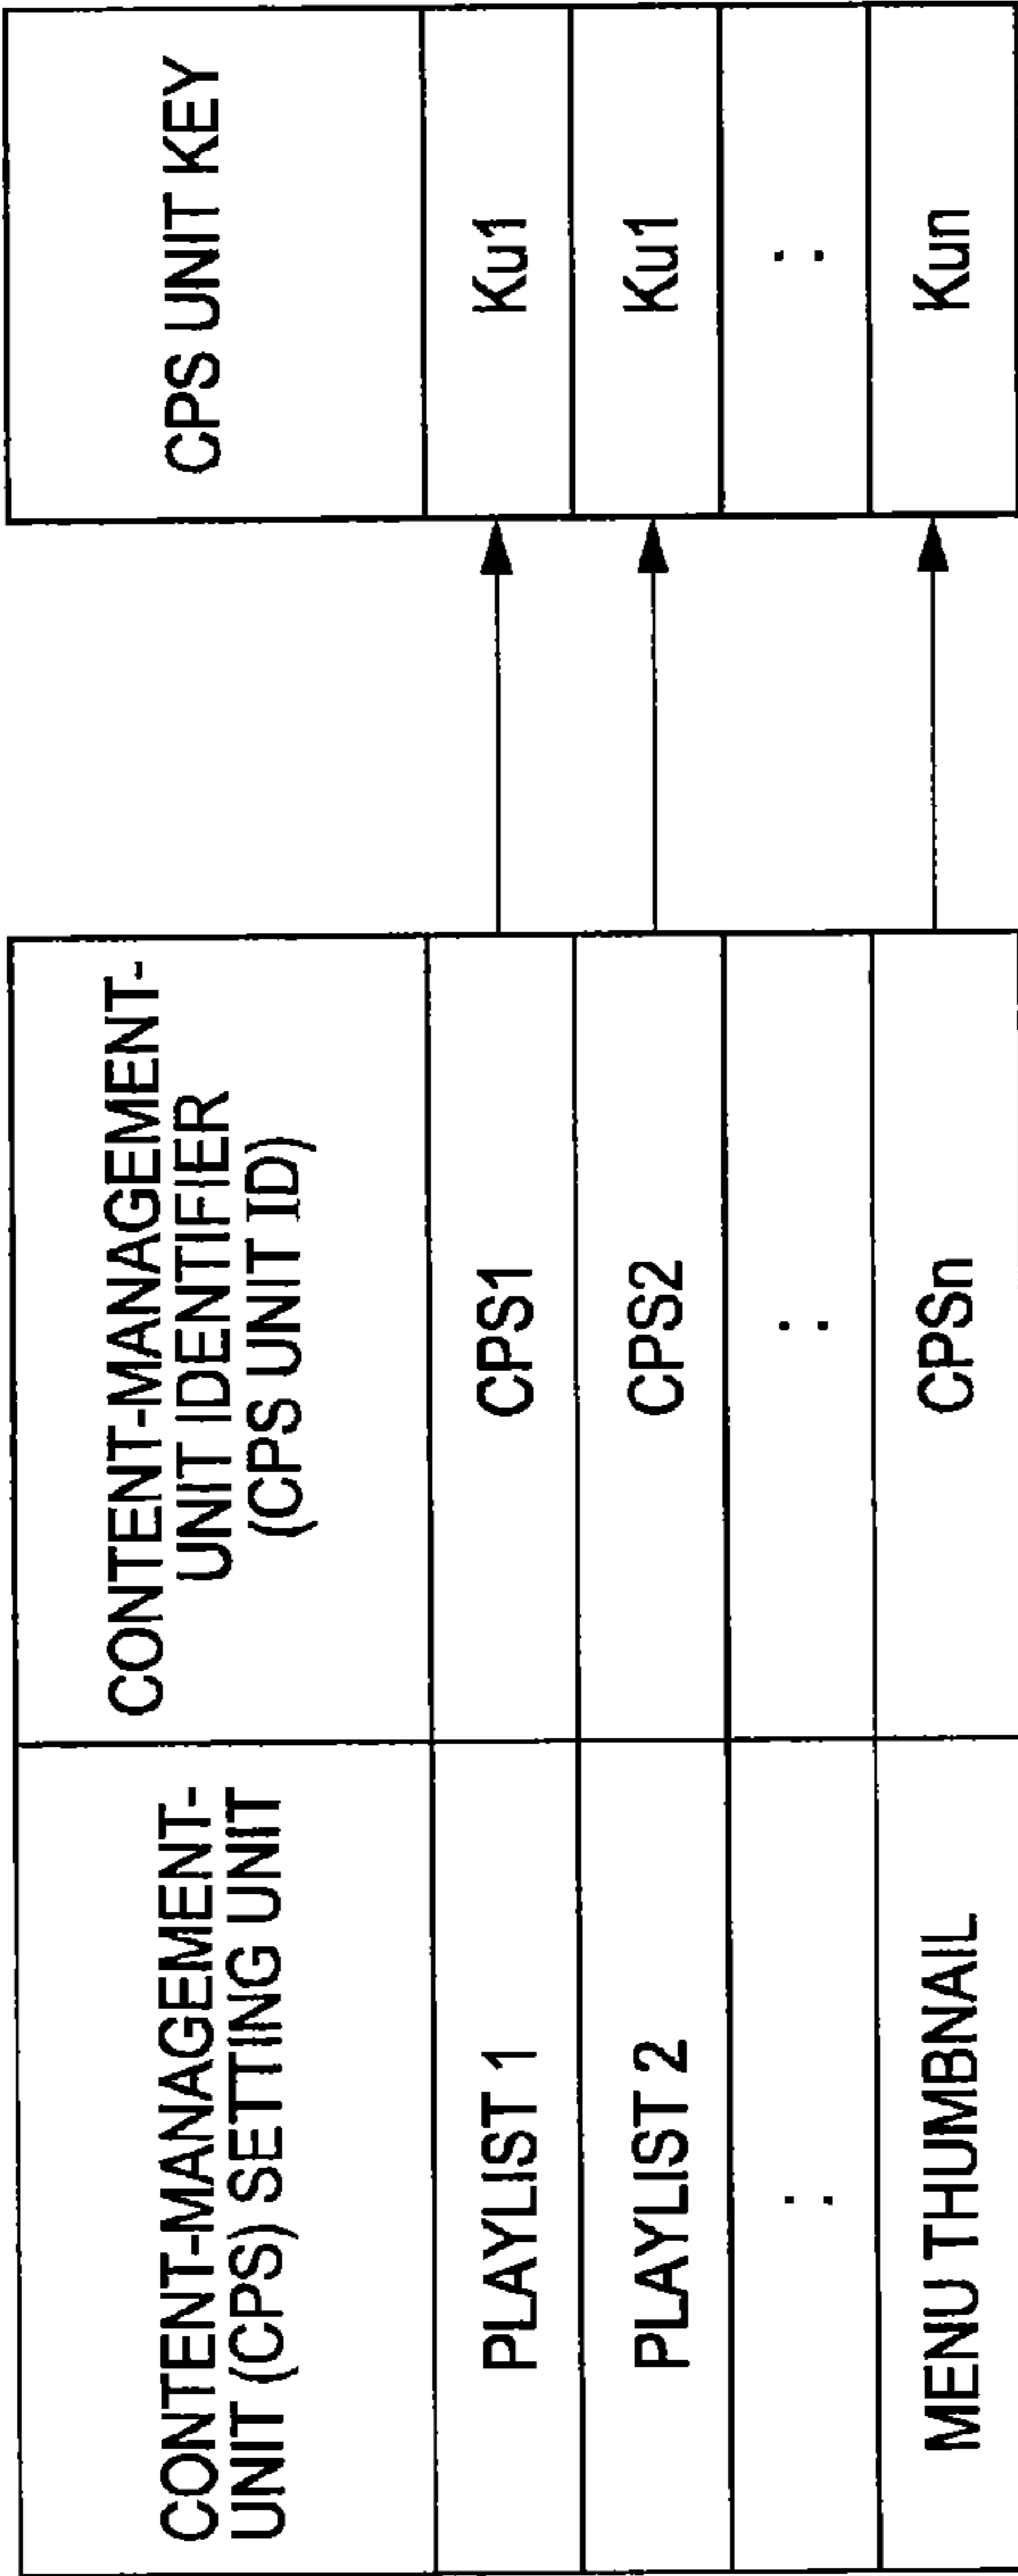 CONTENT-MANAGEMENT-
UNIT (CPS) SETTING UNIT
CONTENT-MANAGEMENT-
UNIT IDENTIFIER
(CPS UNIT ID)
CPS UNIT KEY
PLAYLIST 1
CPS1
Ku1
PLAYLIST 2
CPS2
Ku1
:
:
:
MENU THUMBNAIL
CPSn
Kun